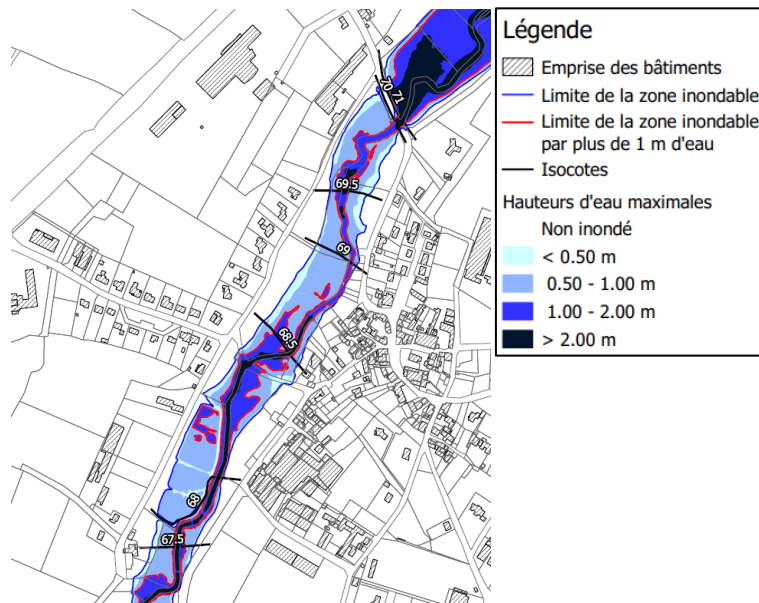 Légende
Emprise des bâtiments
Limite de la zone inondable
Limite de la zone inondable
par plus de 1 m d'eau
Isocotes
Hauteurs d'eau maximales
Non inondé
< 0.50 m
0.50 - 1.00 m
1.00 - 2.00 m
> 2.00 m
70
71
69.5
69
68.5
68
67.5